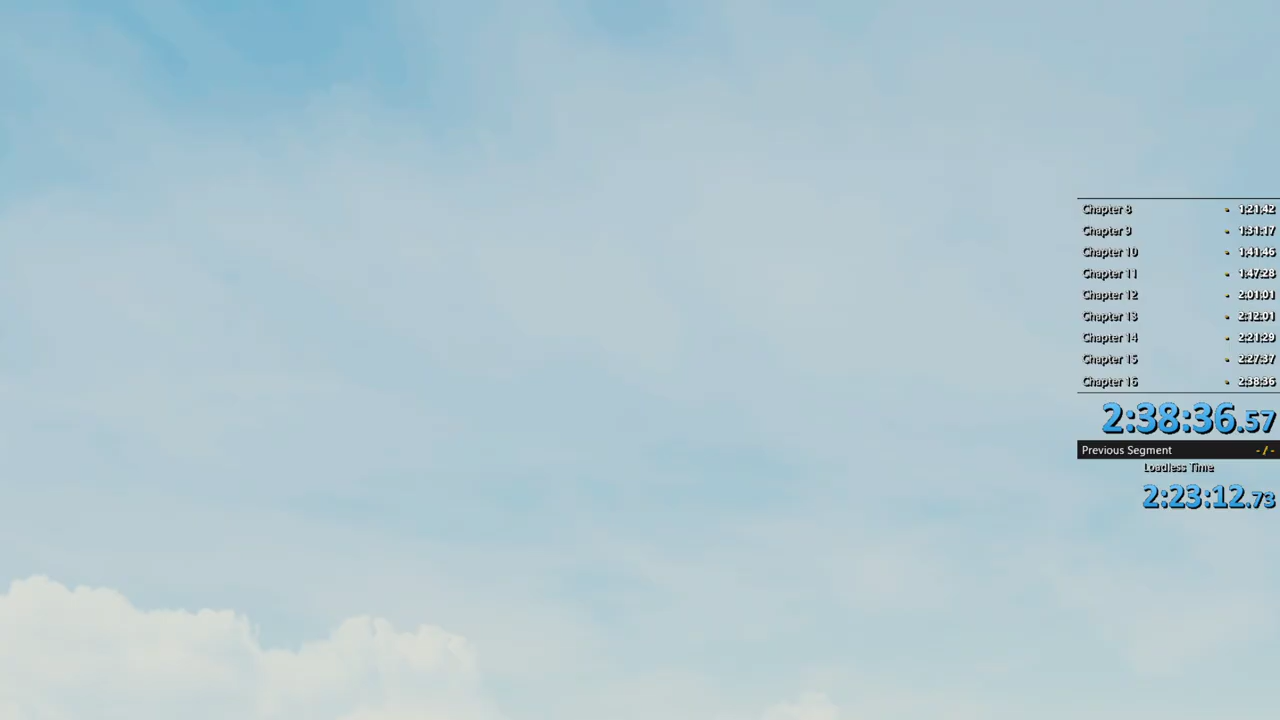 Chapter 8 - 1:21:42
Chapter 9 - 1:31:17
Chapter 10 - 1:41:45
Chapter 11 - 1:47:28
Chapter 12 - 2:01:01
Chapter 13 - 2:12:01
Chapter 14 - 2:21:29
Chapter 15 - 2:27:37
Chapter 16 - 2:38:36
2:38:36.57
Previous Segment - / -
Loadless Time
2:23:12.73